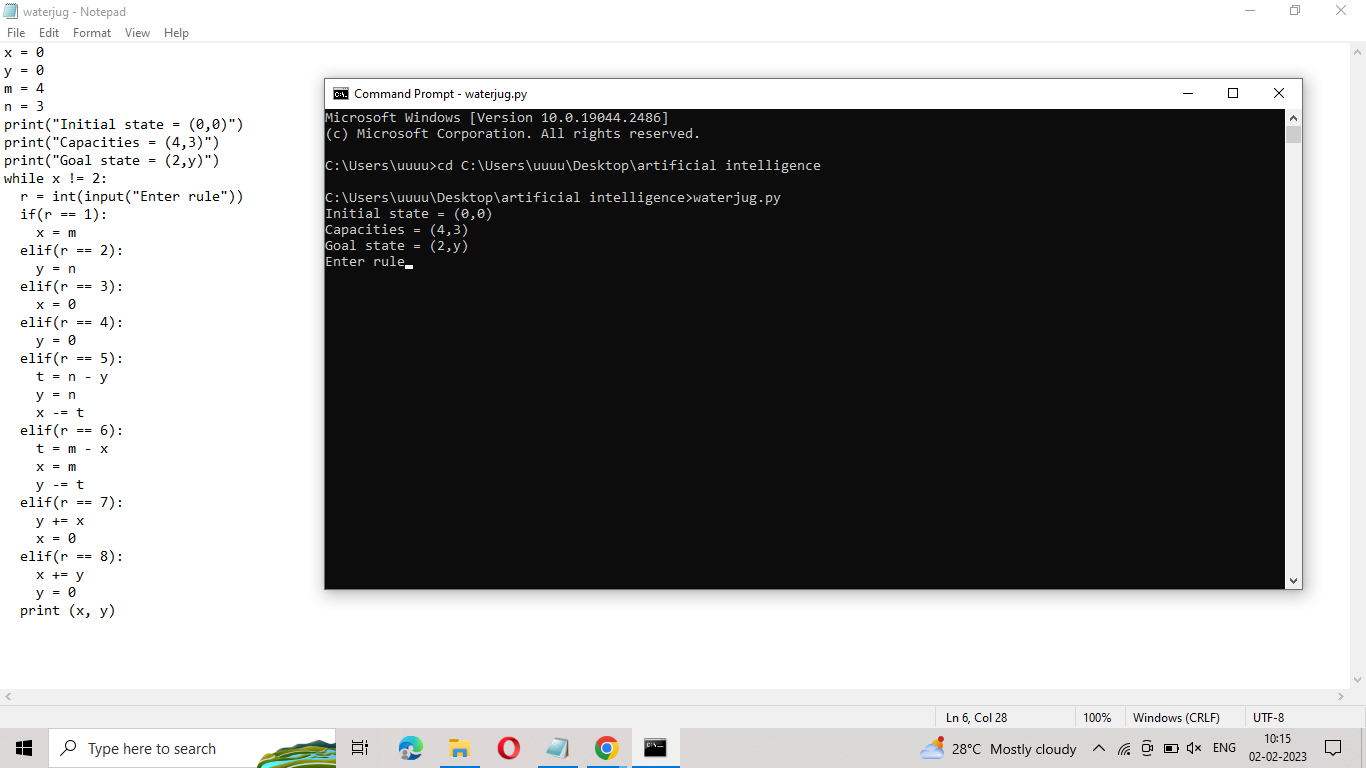 waterjug - Notepad
File Edit Format View Help
x = 0
y = 0
m = 4
n = 3
print("Initial state = (0,0)")
print("Capacities = (4,3)")
print("Goal state = (2,y)")
while x != 2:
  r = int(input("Enter rule"))
  if(r == 1):
    x = m
  elif(r == 2):
    y = n
  elif(r == 3):
    x = 0
  elif(r == 4):
    y = 0
  elif(r == 5):
    t = n - y
    y = n
    x -= t
  elif(r == 6):
    t = m - x
    x = m
    y -= t
  elif(r == 7):
    y += x
    x = 0
  elif(r == 8):
    x += y
    y = 0
  print (x, y)
C:\. Command Prompt - waterjug.py
Microsoft Windows [Version 10.0.19044.2486]
(c) Microsoft Corporation. All rights reserved.
C:\Users\uuuu>cd C:\Users\uuuu\Desktop\artificial intelligence
C:\Users\uuuu\Desktop\artificial intelligence>waterjug.py
Initial state = (0,0)
Capacities = (4,3)
Goal state = (2,y)
Enter rule
Ln 6, Col 28 100% Windows (CRLF) UTF-8
Type here to search
28°C Mostly cloudy
ENG
10:15
02-02-2023